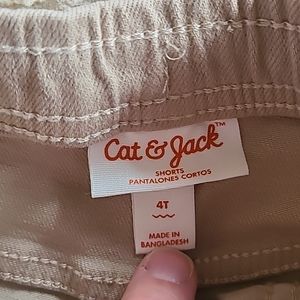 Cat & Jack™
SHORTS
PANTALONES CORTOS
4T
MADE IN
BANGLADESH